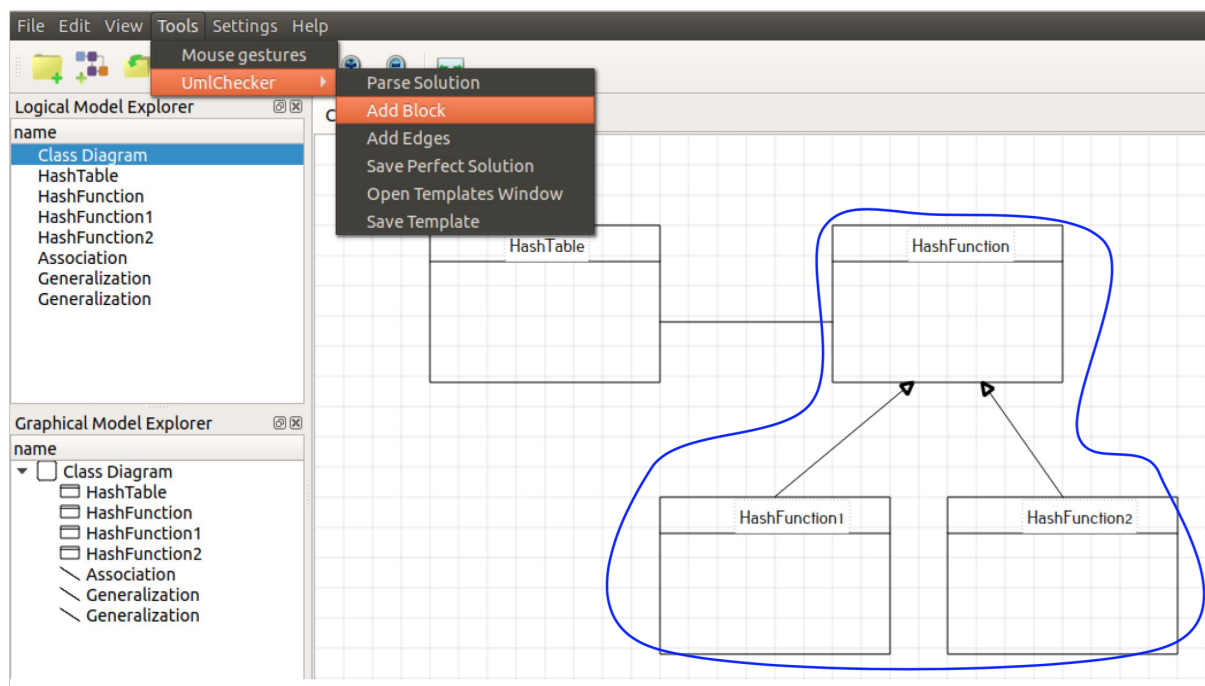 File Edit View Tools Settings Help
Mouse gestures
UmlChecker
Parse Solution
Add Block
Add Edges
Save Perfect Solution
Open Templates Window
Save Template
Logical Model Explorer
name
Class Diagram
HashTable
HashFunction
HashFunction1
HashFunction2
Association
Generalization
Generalization
Graphical Model Explorer
name
Class Diagram
HashTable
HashFunction
HashFunction1
HashFunction2
Association
Generalization
Generalization
HashTable
HashFunction
HashFunction1
HashFunction2